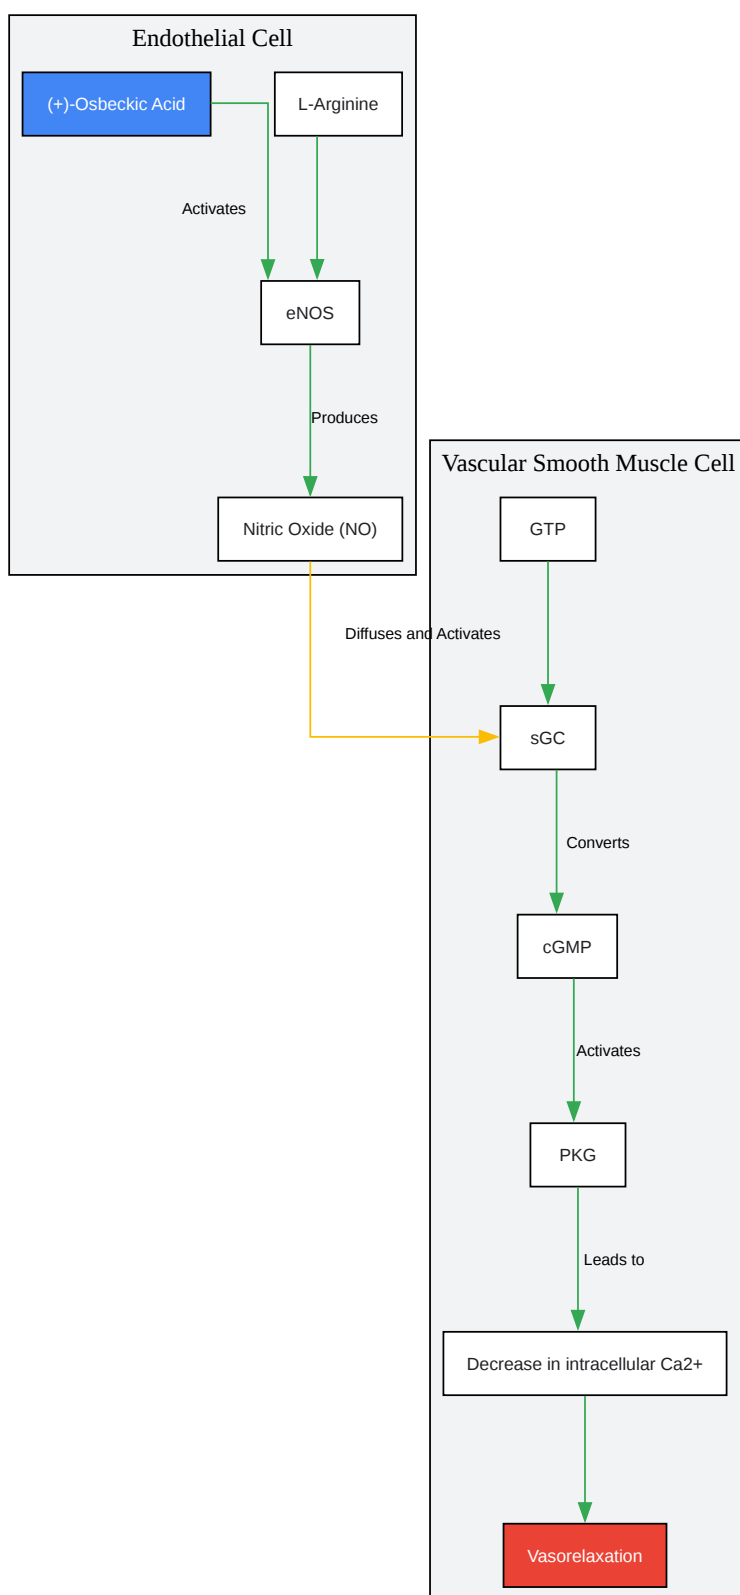 Endothelial Cell
(+)-Osbeckic Acid
L-Arginine
Activates
eNOS
Produces
Nitric Oxide (NO)
Vascular Smooth Muscle Cell
GTP
Diffuses and Activates
sGC
Converts
cGMP
Activates
PKG
Leads to
Decrease in intracellular Ca2+
Vasorelaxation